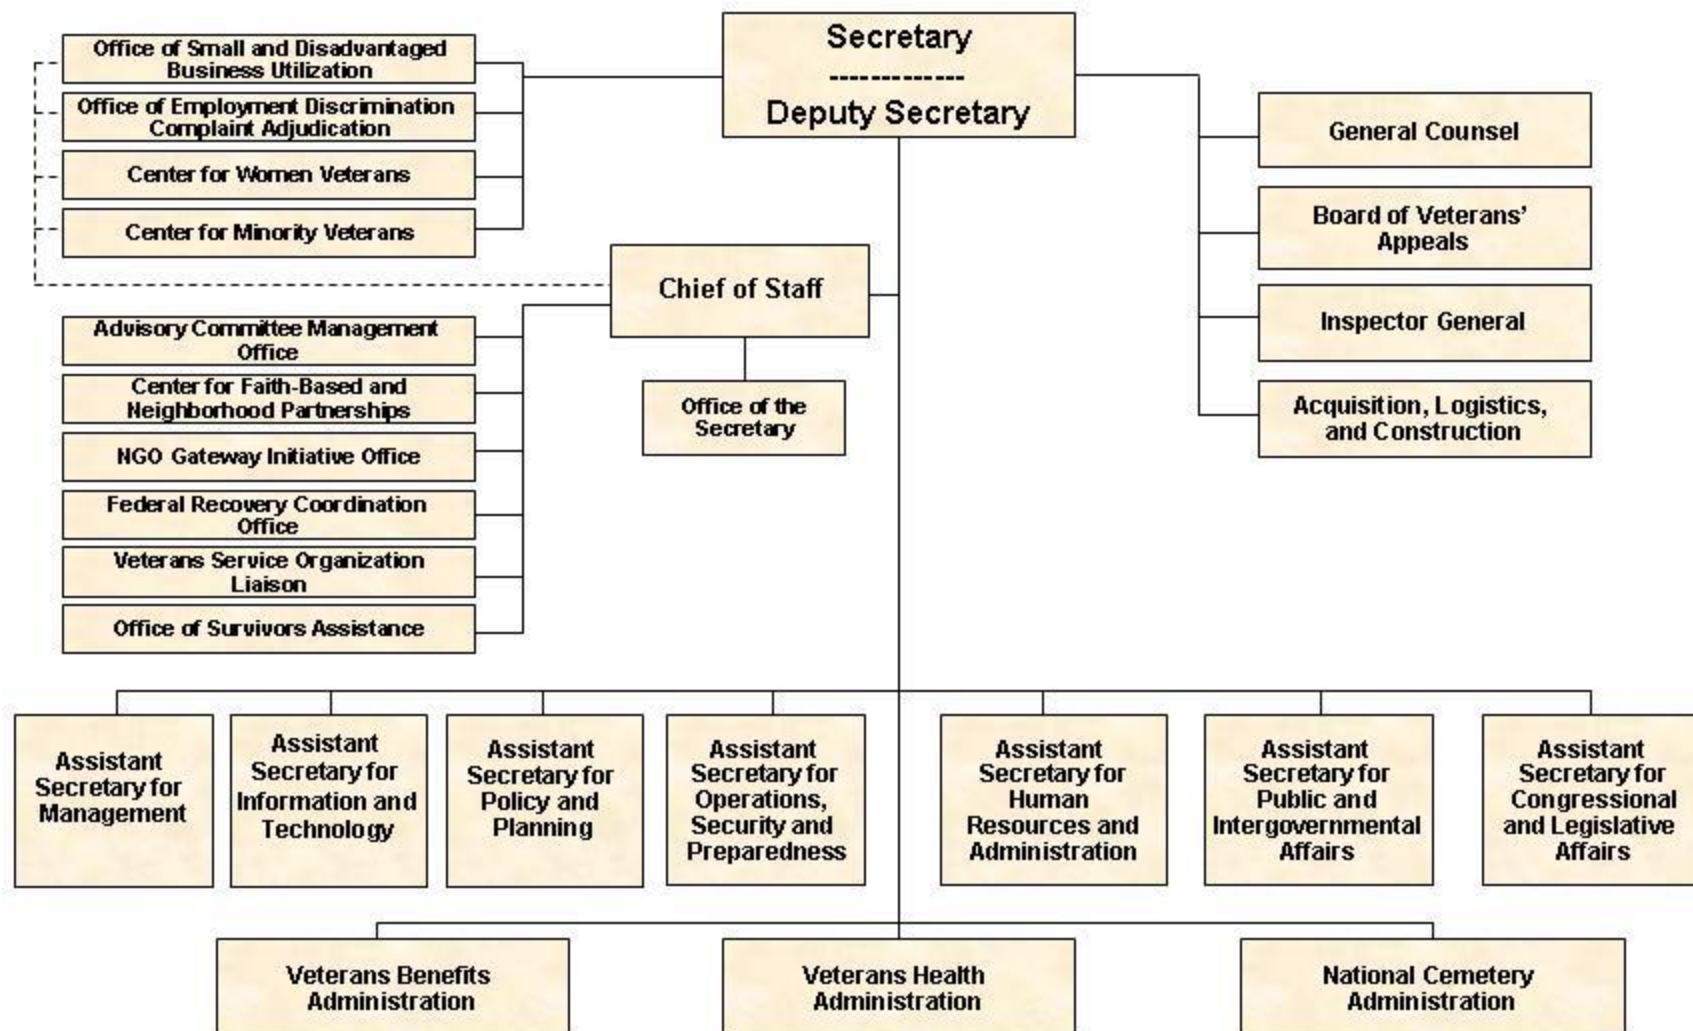 Secretary
-------------
Deputy Secretary
Office of Small and Disadvantaged
Business Utilization
Office of Employment Discrimination
Complaint Adjudication
Center for Women Veterans
Center for Minority Veterans
General Counsel
Board of Veterans’
Appeals
Inspector General
Acquisition, Logistics,
and Construction
Chief of Staff
Office of the
Secretary
Advisory Committee Management
Office
Center for Faith-Based and
Neighborhood Partnerships
NGO Gateway Initiative Office
Federal Recovery Coordination
Office
Veterans Service Organization
Liaison
Office of Survivors Assistance
Assistant
Secretary for
Management
Assistant
Secretary for
Information and
Technology
Assistant
Secretary for
Policy and
Planning
Assistant
Secretary for
Operations,
Security and
Preparedness
Assistant
Secretary for
Human
Resources and
Administration
Assistant
Secretary for
Public and
Intergovernmental
Affairs
Assistant
Secretary for
Congressional
and Legislative
Affairs
Veterans Benefits
Administration
Veterans Health
Administration
National Cemetery
Administration